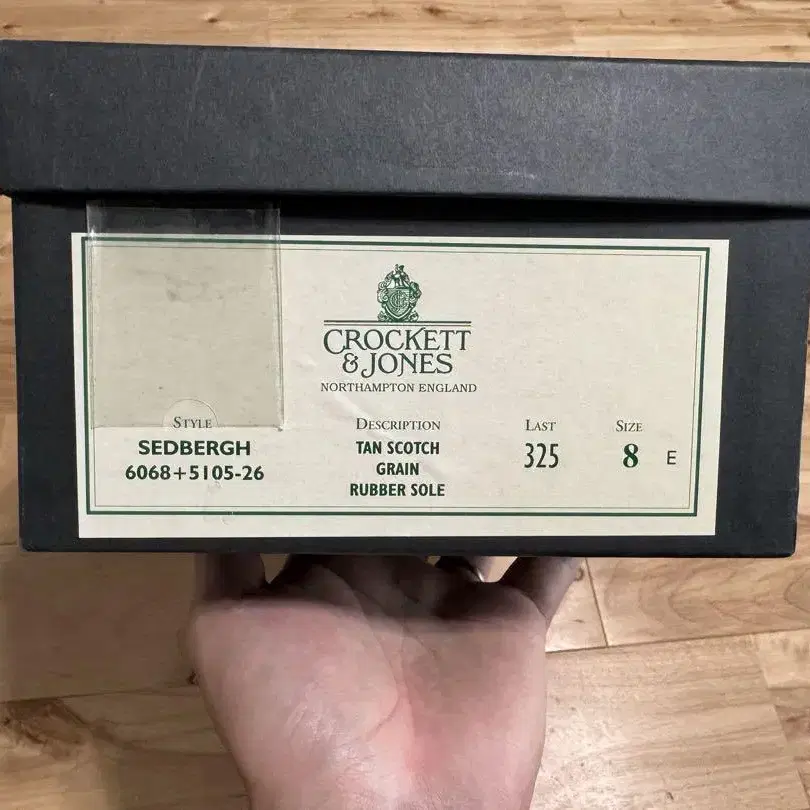 CROCKETT
& JONES
NORTHAMPTON ENGLAND
STYLE DESCRIPTION LAST SIZE
SEDBERGH TAN SCOTCH 325 8 E
6068+5105-26 GRAIN
RUBBER SOLE